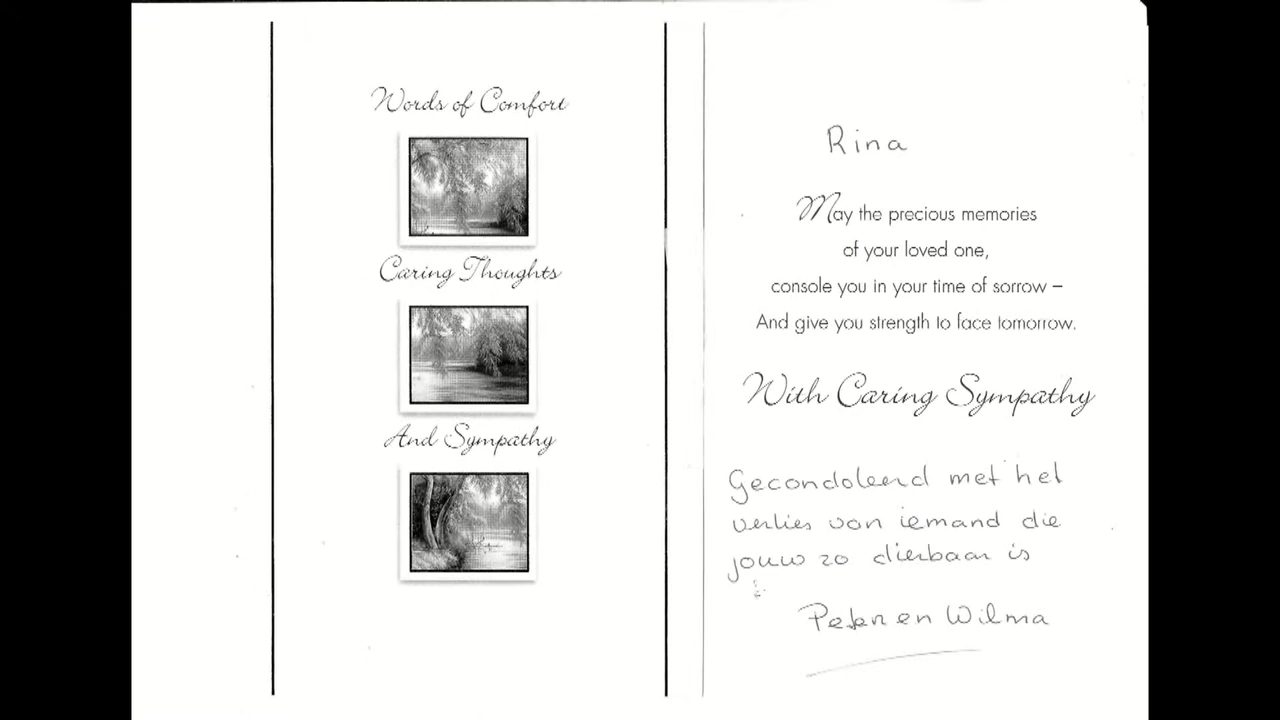 Words of Comfort
Caring Thoughts
And Sympathy
Rina
May the precious memories
of your loved one,
console you in your time of sorrow –
And give you strength to face tomorrow.
With Caring Sympathy
Gecondoleerd met het
verlies van iemand die
jouw zo dierbaar is
Peter en Wilma